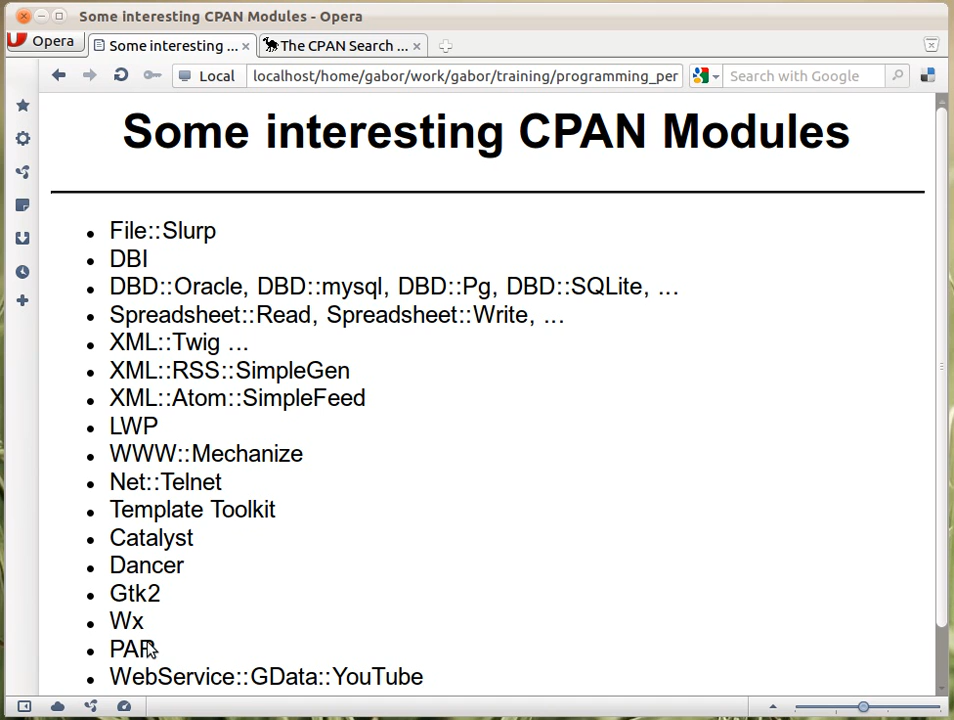 Some interesting CPAN Modules - Opera
Opera
Some interesting ...
The CPAN Search ...
Local
localhost/home/gabor/work/gabor/training/programming_per
Search with Google
Some interesting CPAN Modules
File::Slurp
DBI
DBD::Oracle, DBD::mysql, DBD::Pg, DBD::SQLite, ...
Spreadsheet::Read, Spreadsheet::Write, ...
XML::Twig ...
XML::RSS::SimpleGen
XML::Atom::SimpleFeed
LWP
WWW::Mechanize
Net::Telnet
Template Toolkit
Catalyst
Dancer
Gtk2
Wx
PAR
WebService::GData::YouTube